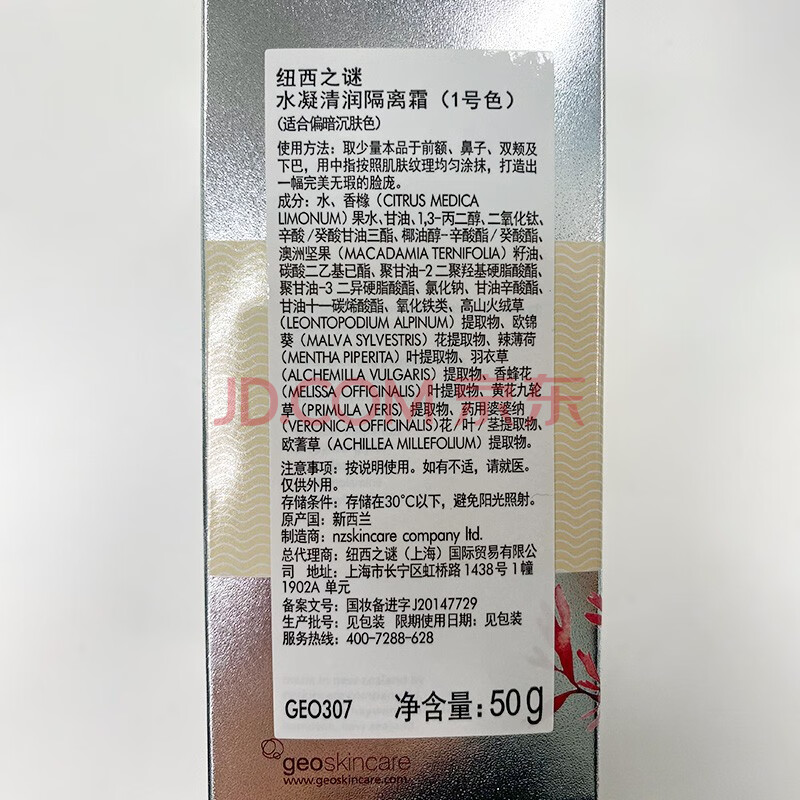 纽西之谜
水凝清润隔离霜（1号色）
（适合偏暗沉肤色）
使用方法：取少量本品于前额、鼻子、双颊及
下巴，用中指按照肌肤纹理均匀涂抹，打造出
一幅完美无瑕的脸庞。
成分：水、香橼（CITRUS MEDICA
LIMONUM）果水、甘油、1,3-丙二醇、二氧化钛、
辛酸/癸酸甘油三酯、椰油醇-辛酸酯/癸酸酯、
澳洲坚果（MACADAMIA TERNIFOLIA）籽油、
碳酸二乙基己酯、聚甘油-2 二聚羟基硬脂酸酯、
聚甘油-3 二异硬脂酸酯、氯化钠、甘油辛酸酯、
甘油十一碳烯酸酯、氧化铁类、高山火绒草
（LEONTOPODIUM ALPINUM）提取物、欧锦
葵（MALVA SYLVESTRIS）花提取物、辣薄荷
（MENTHA PIPERITA）叶提取物、羽衣草
（ALCHEMILLA VULGARIS）提取物、香蜂花
（MELISSA OFFICINALIS）叶提取物、黄花九轮
草（PRIMULA VERIS）提取物、药用婆婆纳
（VERONICA OFFICINALIS）花/叶/茎提取物、
欧蓍草（ACHILLEA MILLEFOLIUM）提取物。
注意事项：按说明使用。如有不适，请就医。
仅供外用。
存储条件：存储在30°C以下，避免阳光照射。
原产国：新西兰
制造商：nzskincare company ltd.
总代理商：纽西之谜（上海）国际贸易有限公
司 地址：上海市长宁区虹桥路1438号1幢
1902A 单元
备案文号：国妆备进字J20147729
生产批号：见包装 限期使用日期：见包装
服务热线：400-7288-628
GEO307 净含量：50g
geoskincare
www.geoskincare.com
JD.COM 京东